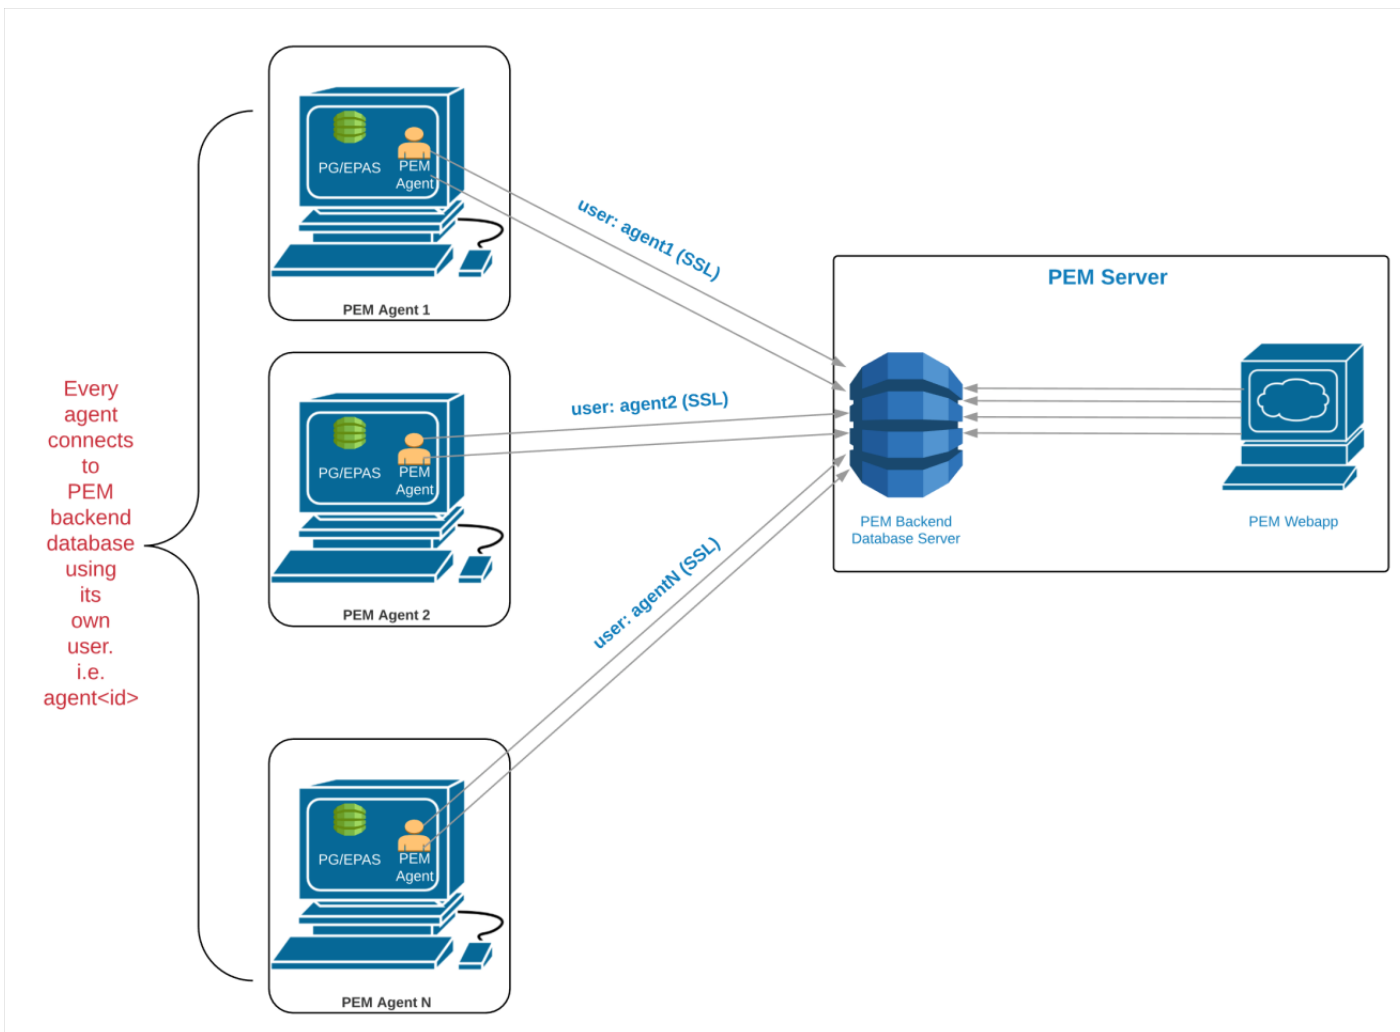 Every
agent
connects
to
PEM
backend
database
using
its
own
user.
i.e.
agent<id>
PG/EPAS
PEM
Agent
PEM Agent 1
PG/EPAS
PEM
Agent
PEM Agent 2
PG/EPAS
PEM
Agent
PEM Agent N
user: agent1 (SSL)
user: agent2 (SSL)
user: agentN (SSL)
PEM Server
PEM Backend
Database Server
PEM Webapp